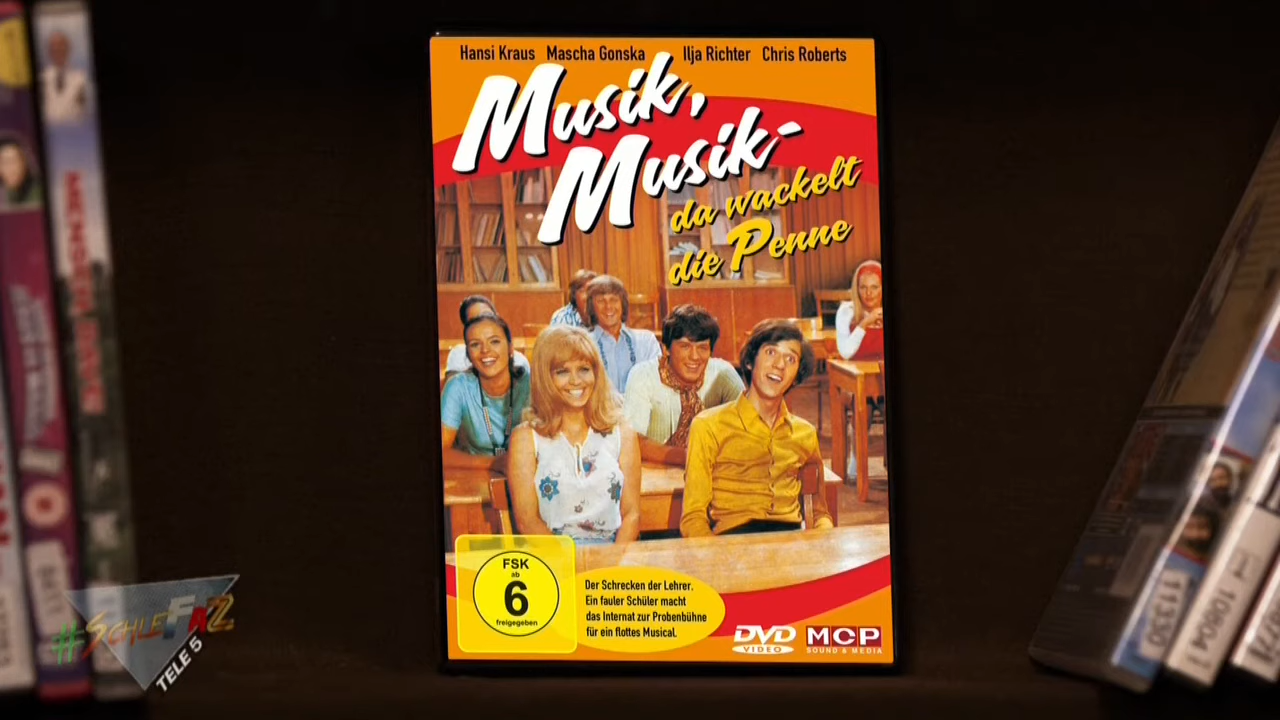 Hansi Kraus Mascha Gonska Ilja Richter Chris Roberts
Musik,
Musik-
da wackelt
die Penne
FSK
ab
6
freigegeben
Der Schrecken der Lehrer.
Ein fauler Schüler macht
das Internat zur Probenbühne
für ein flottes Musical.
DVD
VIDEO
MCP
SOUND & MEDIA
#SCHLEFAZ
TELE 5
11330